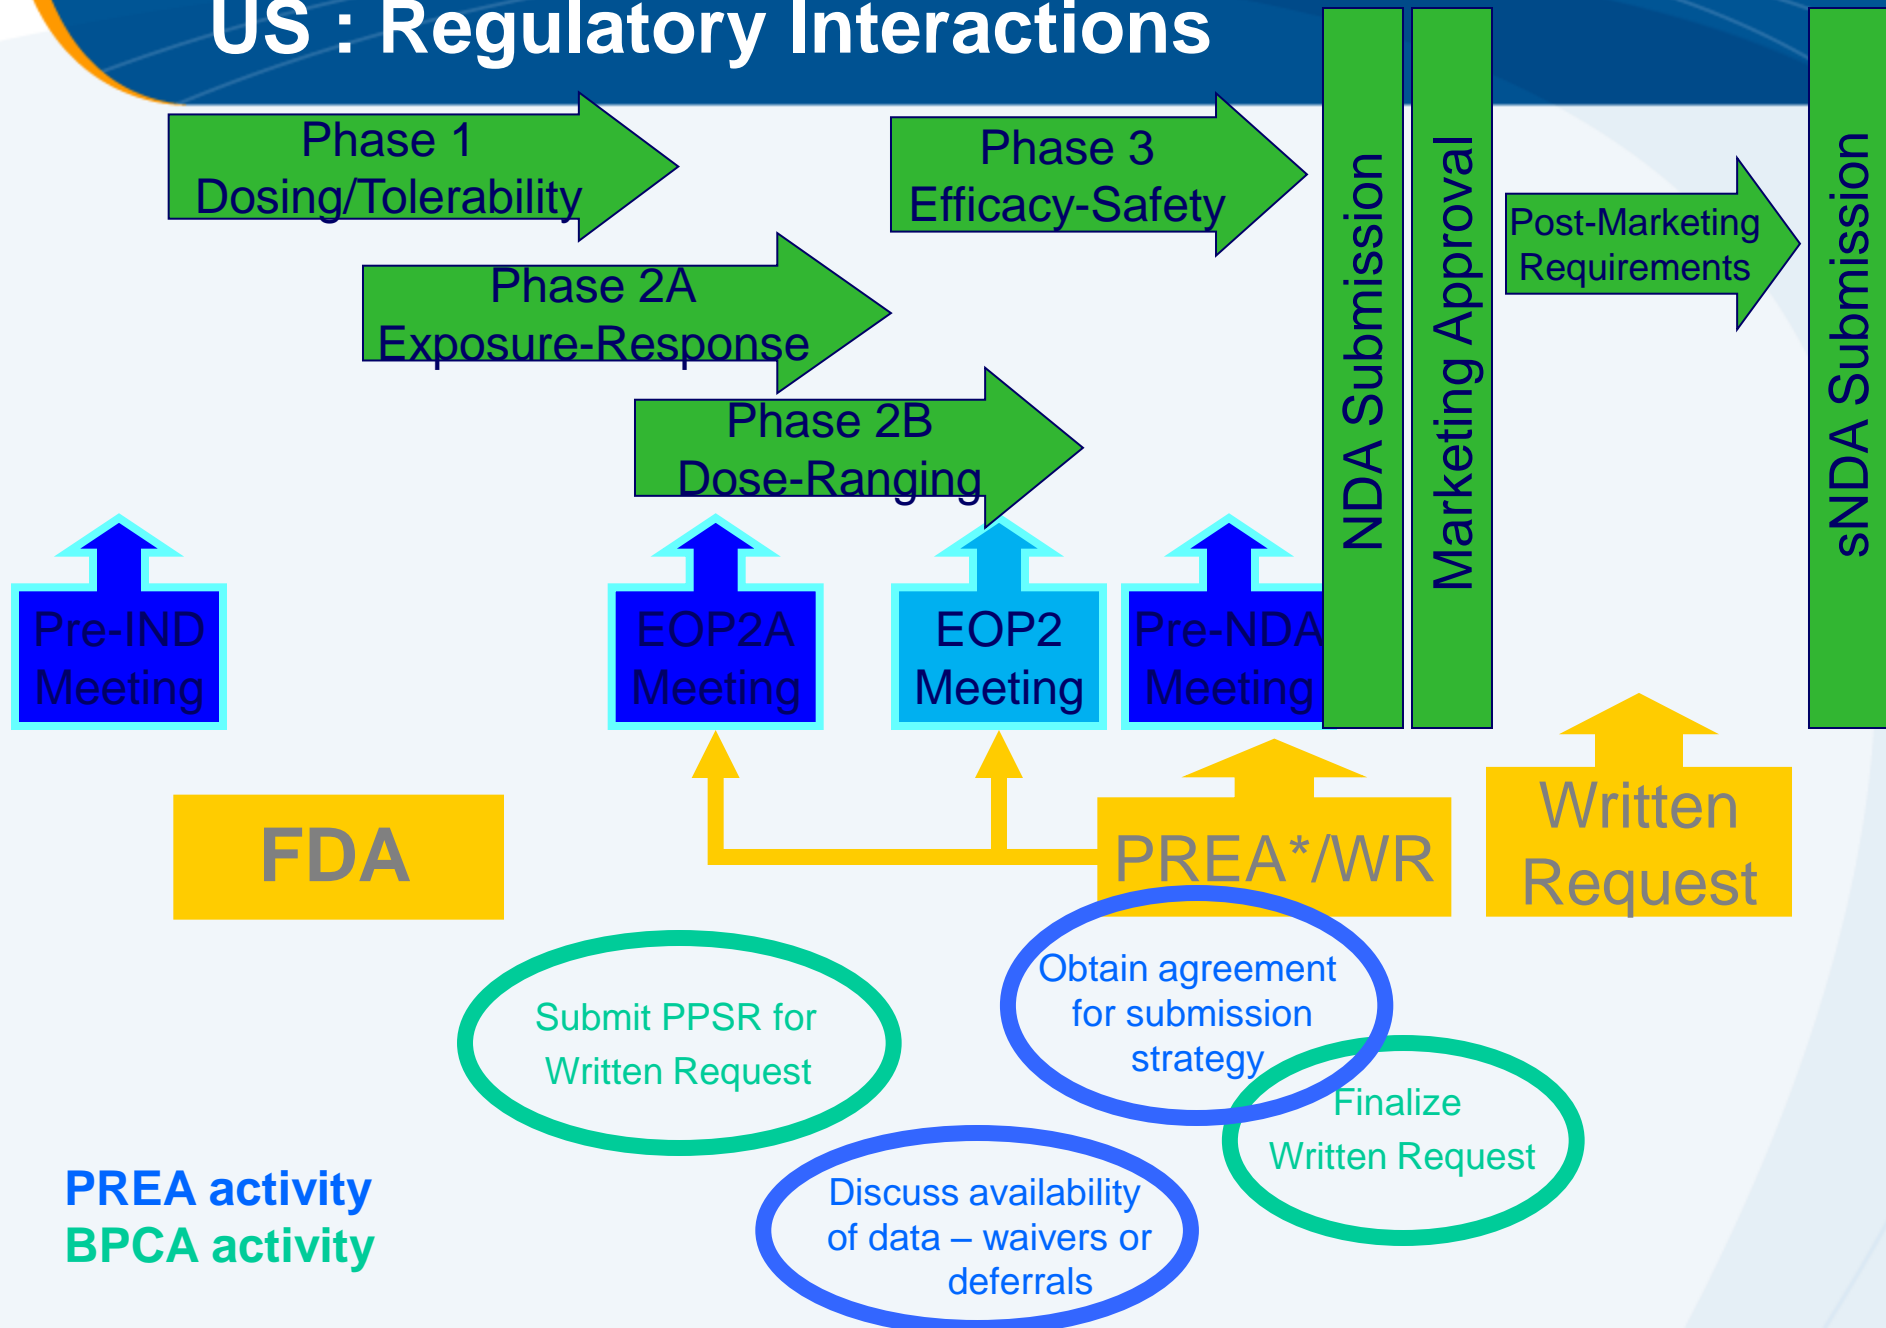 US : Regulatory Interactions
Phase 1
Dosing/Tolerability
Phase 3
Efficacy-Safety
Phase 2A
Exposure-Response
Phase 2B
Dose-Ranging
NDA Submission
Marketing Approval
Post-Marketing
Requirements
sNDA Submission
Pre-IND
Meeting
EOP2A
Meeting
EOP2
Meeting
Pre-NDA
Meeting
FDA
PREA*/WR
Written
Request
Submit PPSR for
Written Request
Obtain agreement
for submission
strategy
Finalize
Written Request
Discuss availability
of data – waivers or
deferrals
PREA activity
BPCA activity